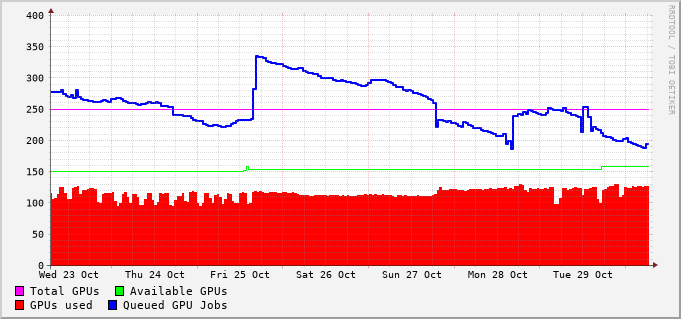 400
350
300
250
200
150
100
50
0
Wed 23 Oct Thu 24 Oct Fri 25 Oct Sat 26 Oct Sun 27 Oct Mon 28 Oct Tue 29 Oct
Total GPUs Available GPUs
GPUs used Queued GPU Jobs
RRDTOOL / TOBI OETIKER